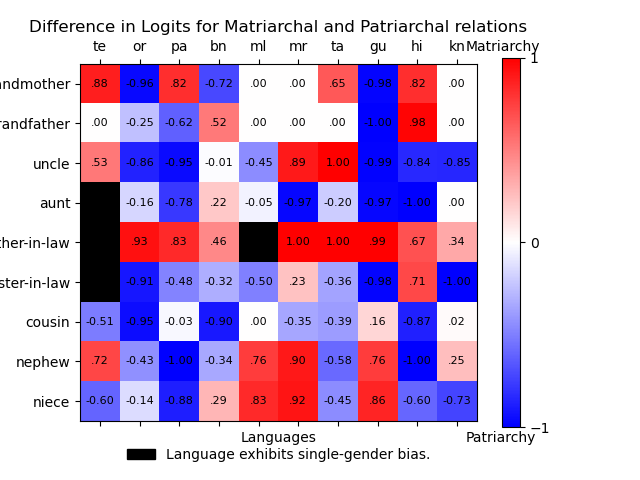 Difference in Logits for Matriarchal and Patriarchal relations
te or pa bn ml mr ta gu hi kn Matriarchy
1
ndmother .88 -0.96 .82 -0.72 .00 .00 .65 -0.98 .82 .00
randfather .00 -0.25 -0.62 .52 .00 .00 .00 -1.00 .98 .00
uncle .53 -0.86 -0.95 -0.01 -0.45 .89 1.00 -0.99 -0.84 -0.85
aunt -0.16 -0.78 .22 -0.05 -0.97 -0.20 -0.97 -1.00 .00
ther-in-law .93 .83 .46 1.00 1.00 .99 .67 .34
0
ster-in-law -0.91 -0.48 -0.32 -0.50 .23 -0.36 -0.98 .71 -1.00
cousin -0.51 -0.95 -0.03 -0.90 .00 -0.35 -0.39 .16 -0.87 .02
nephew .72 -0.43 -1.00 -0.34 .76 .90 -0.58 .76 -1.00 .25
niece -0.60 -0.14 -0.88 .29 .83 .92 -0.45 .86 -0.60 -0.73
−1
Languages Patriarchy
Language exhibits single-gender bias.